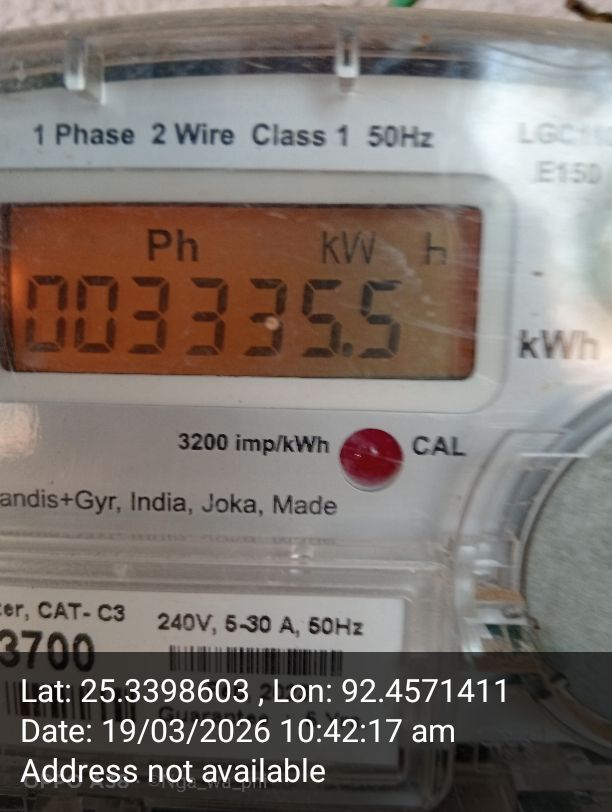 1 Phase 2 Wire Class 1 50Hz
E150
Ph kW h
003335.5
kWh
3200 imp/kWh CAL
andis+Gyr, India, Joka, Made
ter, CAT- C3
240V, 5-30 A, 50Hz
3700
Lat: 25.3398603 , Lon: 92.4571411
Date: 19/03/2026 10:42:17 am
Address not available